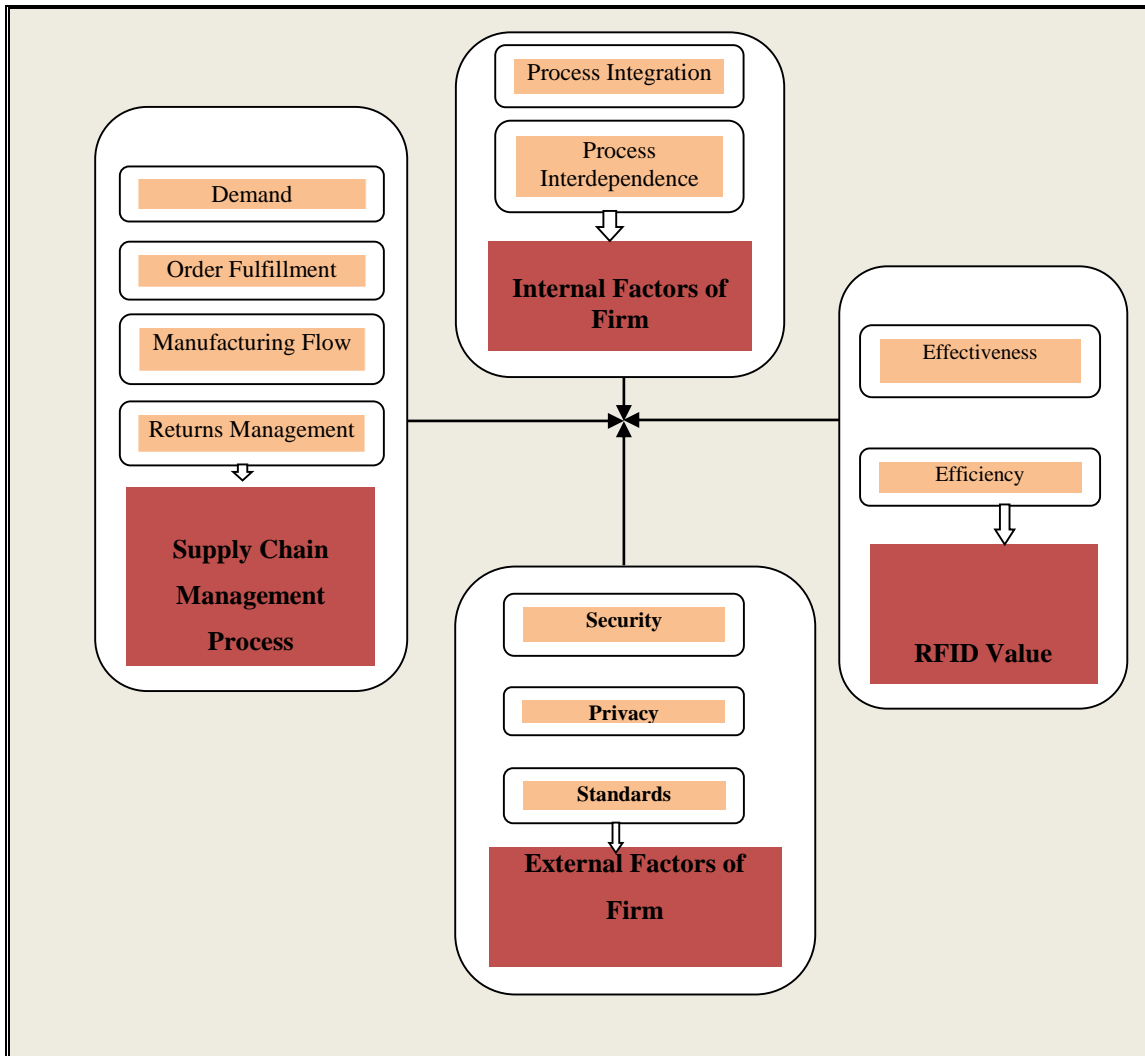 Process Integration
Process
Interdependence
Internal Factors of
Firm
Demand
Order Fulfillment
Manufacturing Flow
Returns Management
Supply Chain
Management
Process
Effectiveness
Efficiency
RFID Value
Security
Privacy
Standards
External Factors of
Firm